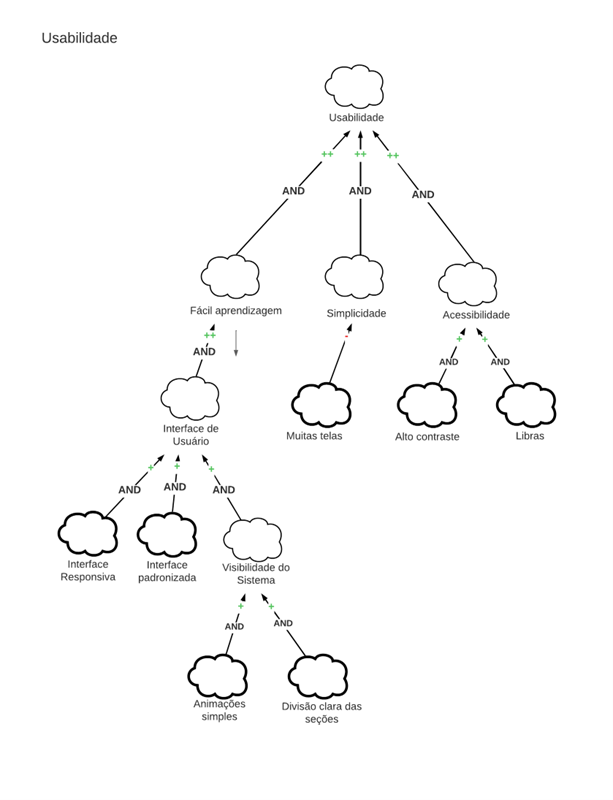 Usabilidade
Usabilidade
++
++
++
AND
AND
AND
Fácil aprendizagem
Simplicidade
Acessibilidade
++
-
+
+
AND
AND
AND
Interface de
Usuário
Muitas telas
Alto contraste
Libras
+
+
+
AND
AND
AND
Interface
Responsiva
Interface
padronizada
Visibilidade do
Sistema
+
+
AND
AND
Animações
simples
Divisão clara das
seções